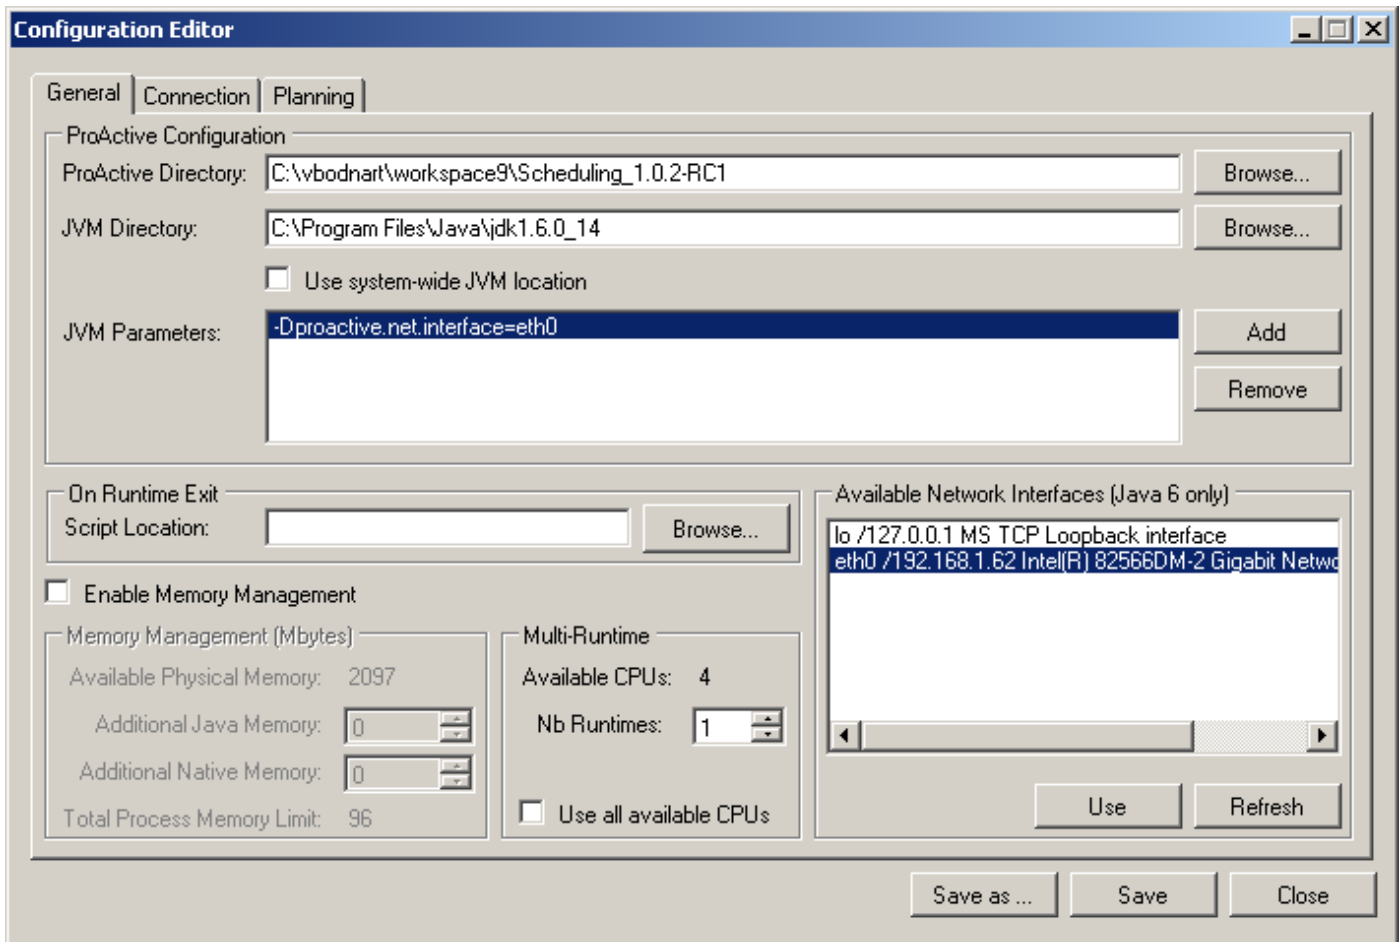 Configuration Editor
General Connection Planning
ProActive Configuration
ProActive Directory: C:\vbodnart\workspace9\Scheduling_1.0.2-RC1 Browse...
JVM Directory: C:\Program Files\Java\jdk1.6.0_14 Browse...
Use system-wide JVM location
JVM Parameters: -Dproactive.net.interface=eth0 Add
Remove
On Runtime Exit
Script Location: Browse...
Available Network Interfaces (Java 6 only)
lo /127.0.0.1 MS TCP Loopback interface
eth0 /192.168.1.62 Intel(R) 82566DM-2 Gigabit Netwo
Enable Memory Management
Memory Management (Mbytes)
Available Physical Memory: 2097
Additional Java Memory: 0
Additional Native Memory: 0
Total Process Memory Limit: 96
Multi-Runtime
Available CPUs: 4
Nb Runtimes: 1
Use all available CPUs
Use Refresh
Save as ... Save Close